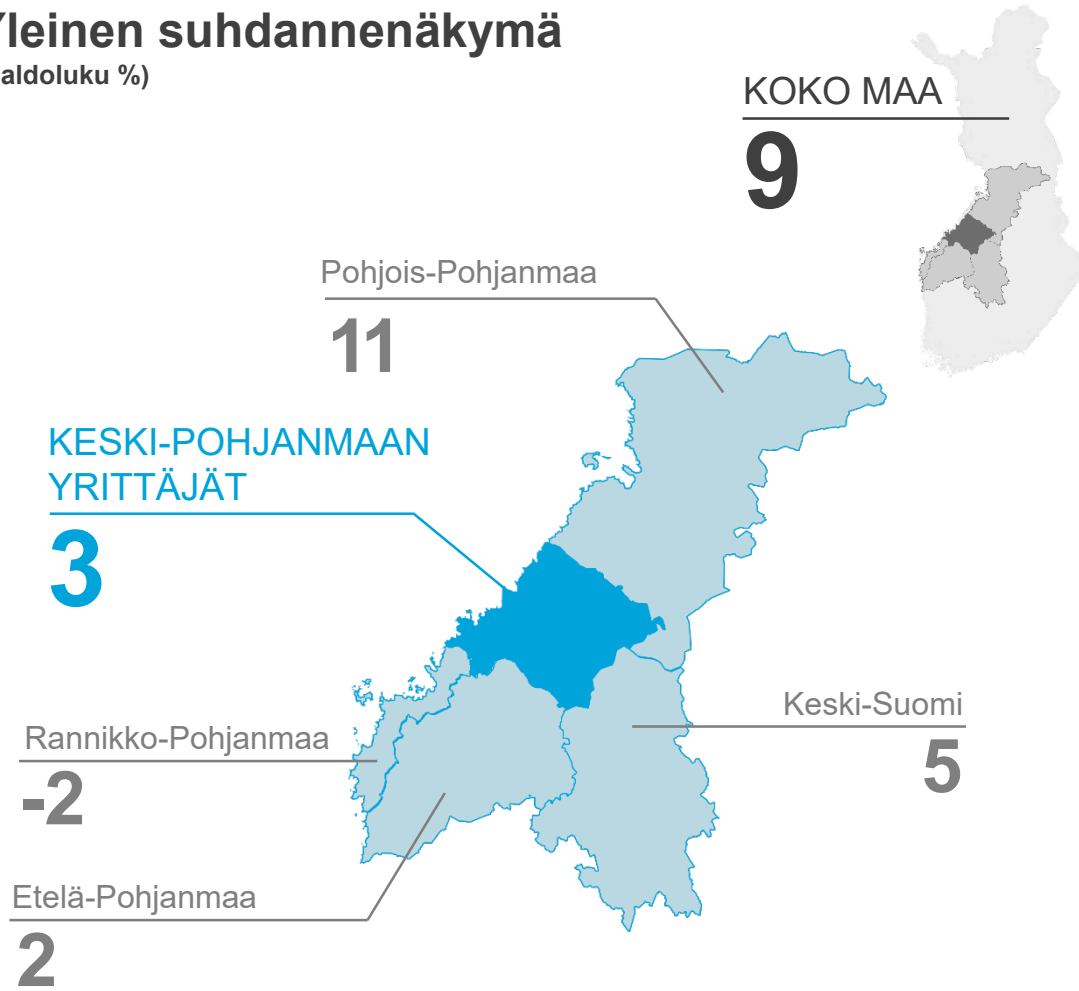 Yleinen suhdannenäkymä
aldoluku %)
KOKO MAA
9
Pohjois-Pohjanmaa
11
KESKI-POHJANMAAN
YRITTÄJÄT
3
Keski-Suomi
5
Rannikko-Pohjanmaa
-2
Etelä-Pohjanmaa
2